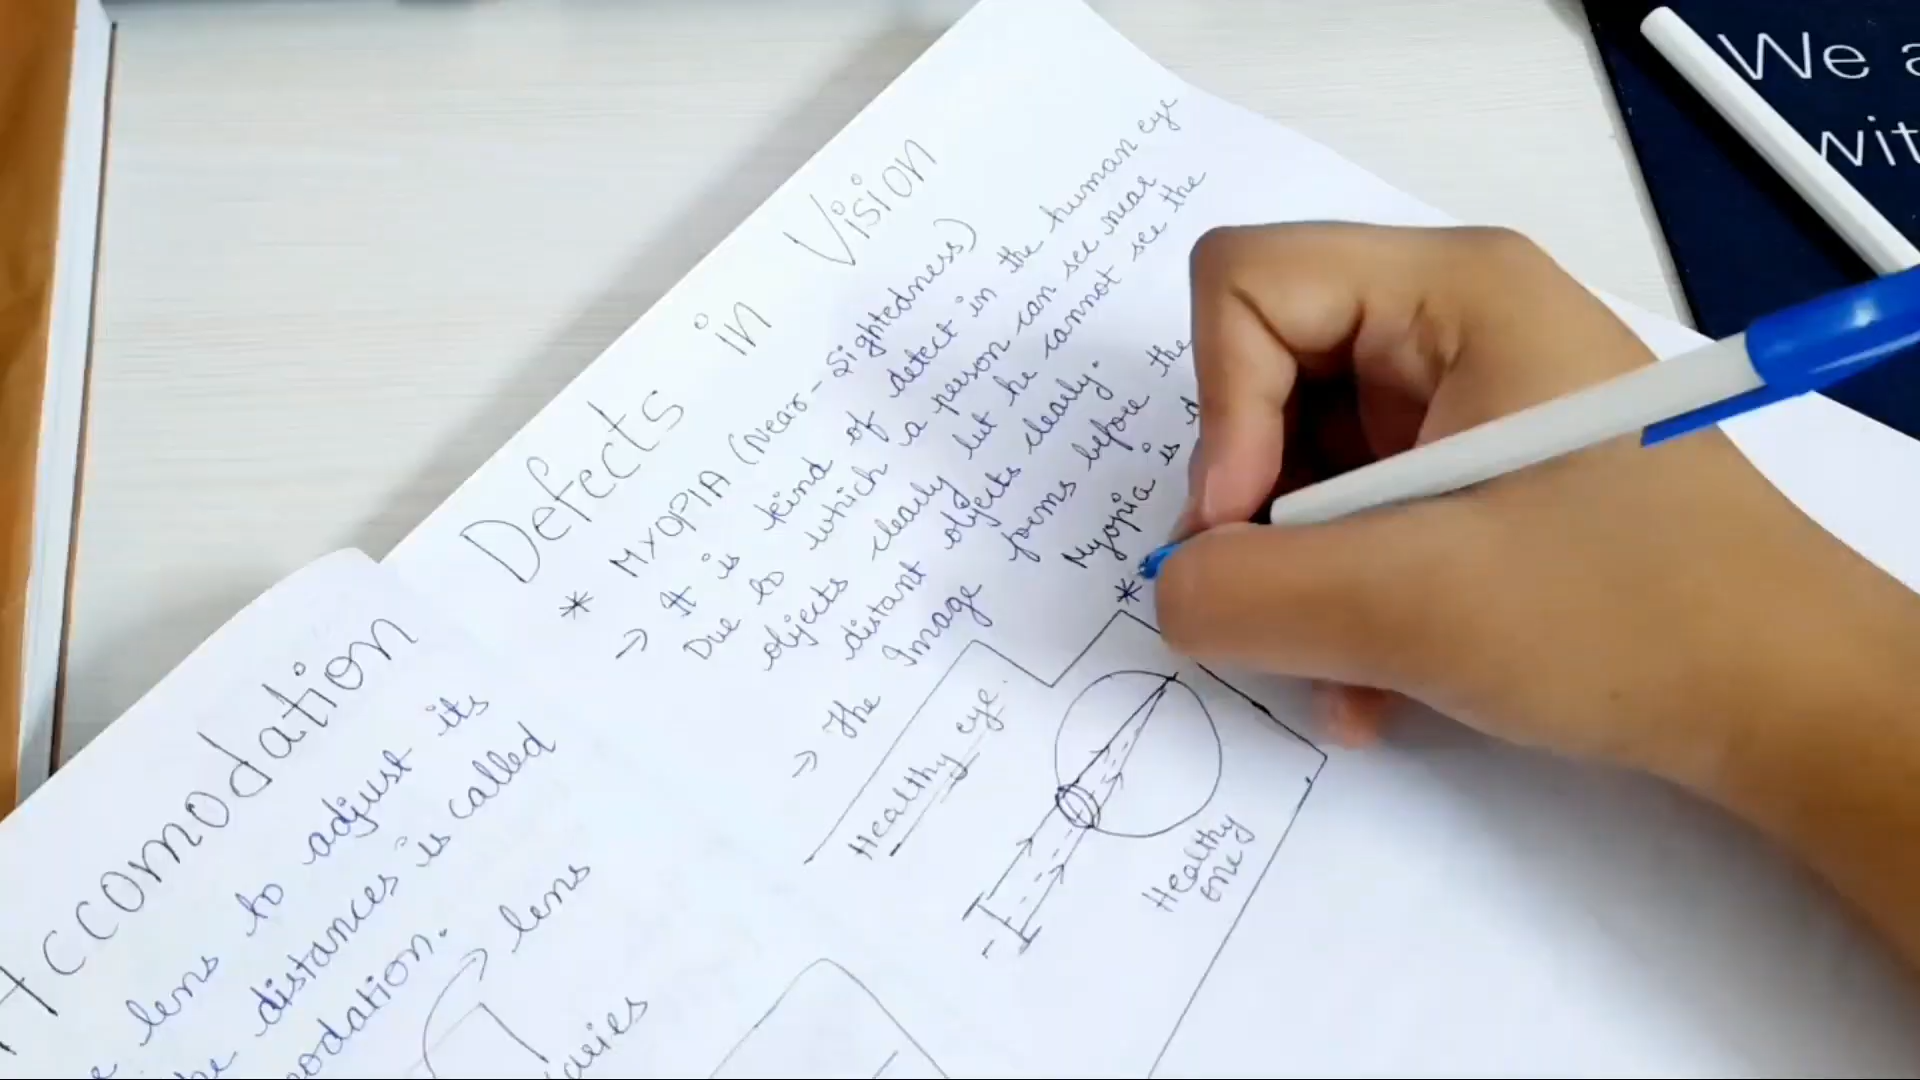 Defects in Vision
* MYOPIA (Near-Sightedness)
→ It is kind of detect in the human eye
Due to which a person can see near
objects clearly but he cannot see the
distant objects clearly.
→ The Image forms before the
Myopia is
*
Healthy eye.
Healthy
Accomodation
lens to adjust its
distances is called
modation.
lens
We a
wit